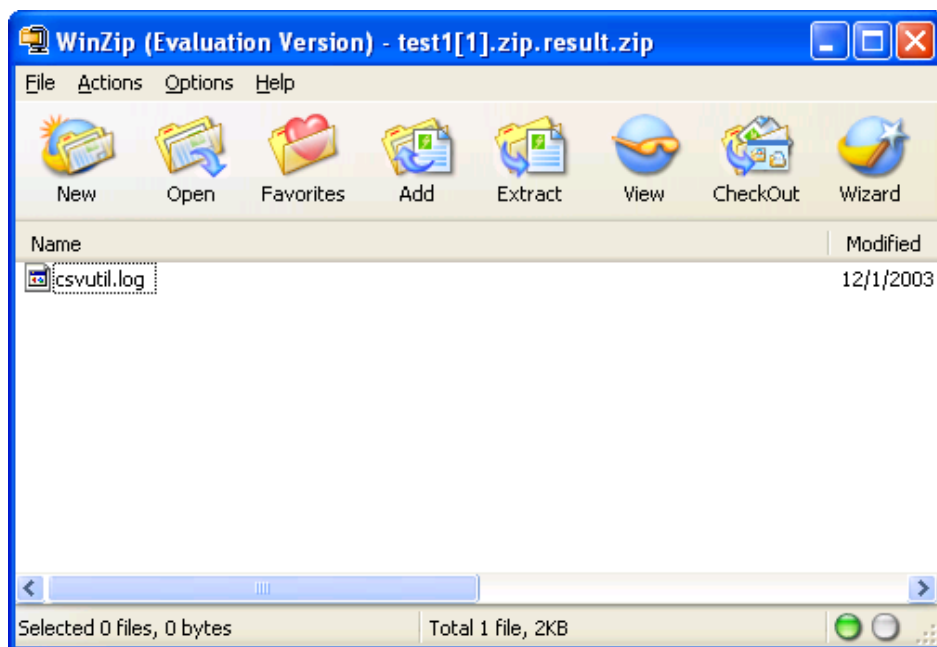 WinZip (Evaluation Version) - test1[1].zip.result.zip
File Actions Options Help
New Open Favorites Add Extract View CheckOut Wizard
Name Modified
csvutil.log 12/1/2003
Selected 0 files, 0 bytes Total 1 file, 2KB